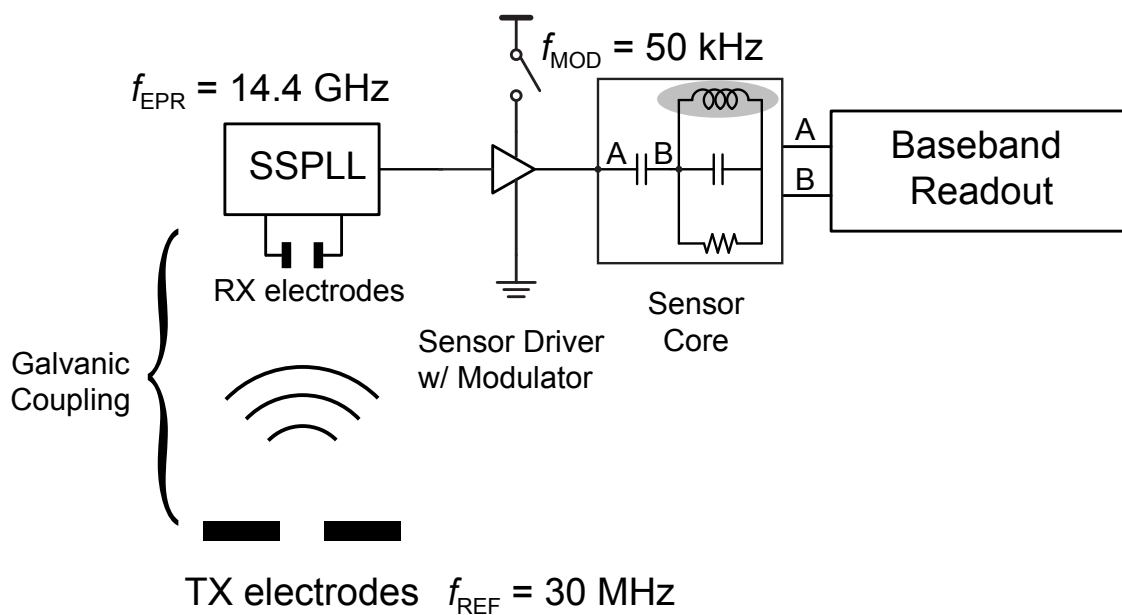 f_MOD = 50 kHz
f_EPR = 14.4 GHz
SSPLL
A B
A
B
Baseband
Readout
RX electrodes
Sensor Driver
w/ Modulator
Sensor
Core
Galvanic
Coupling
TX electrodes f_REF = 30 MHz